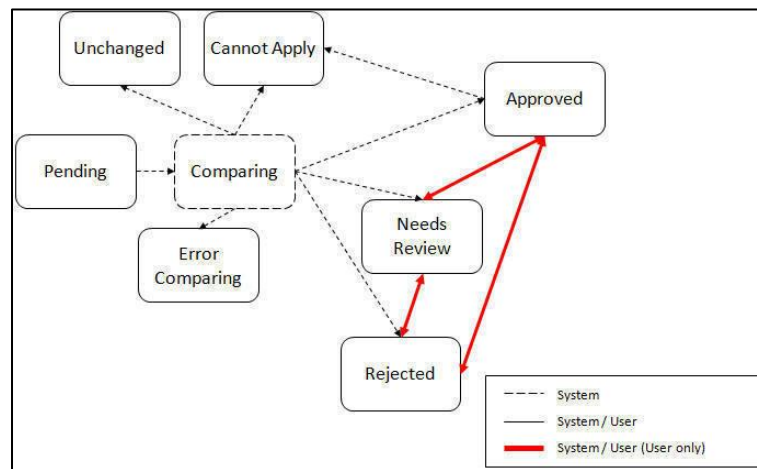 Unchanged
Cannot Apply
Approved
Pending
Comparing
Needs
Review
Error
Comparing
Rejected
System
System / User
System / User (User only)